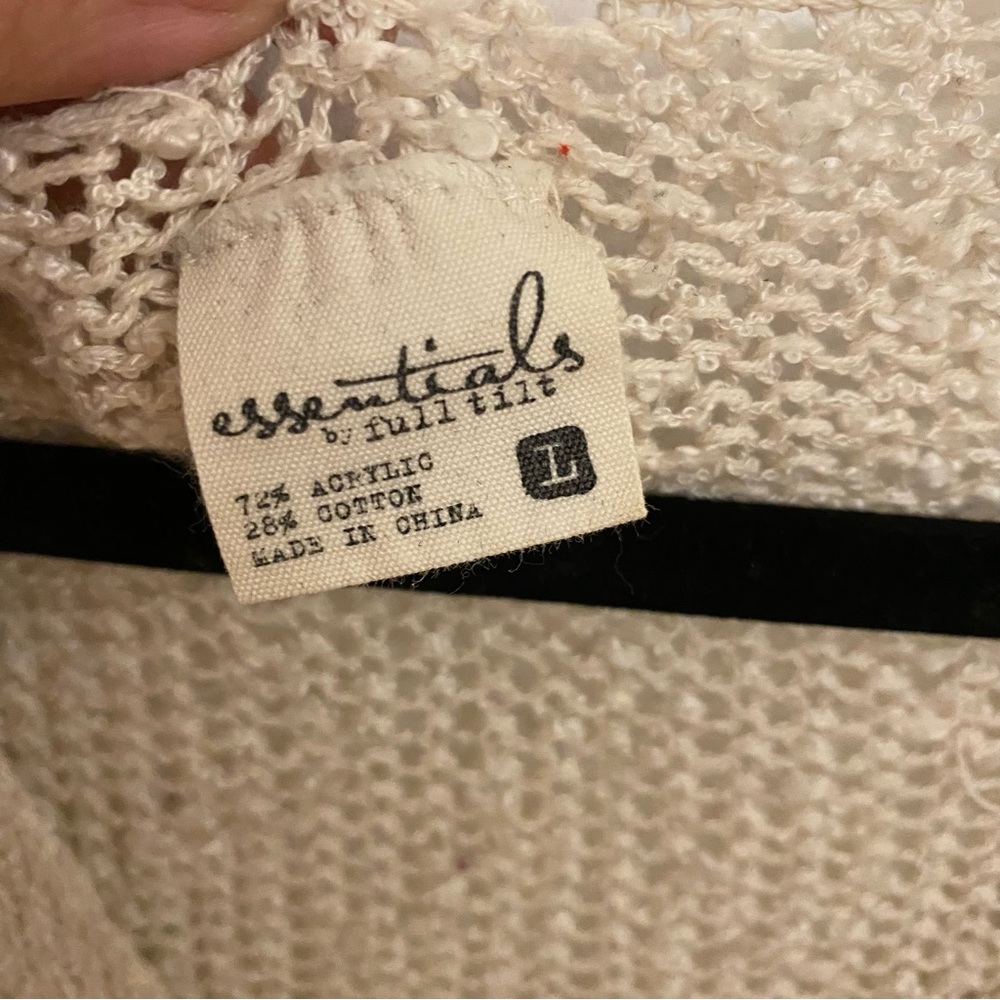 essentials
by full tilt
L
72% ACRYLIC
28% COTTON
MADE IN CHINA